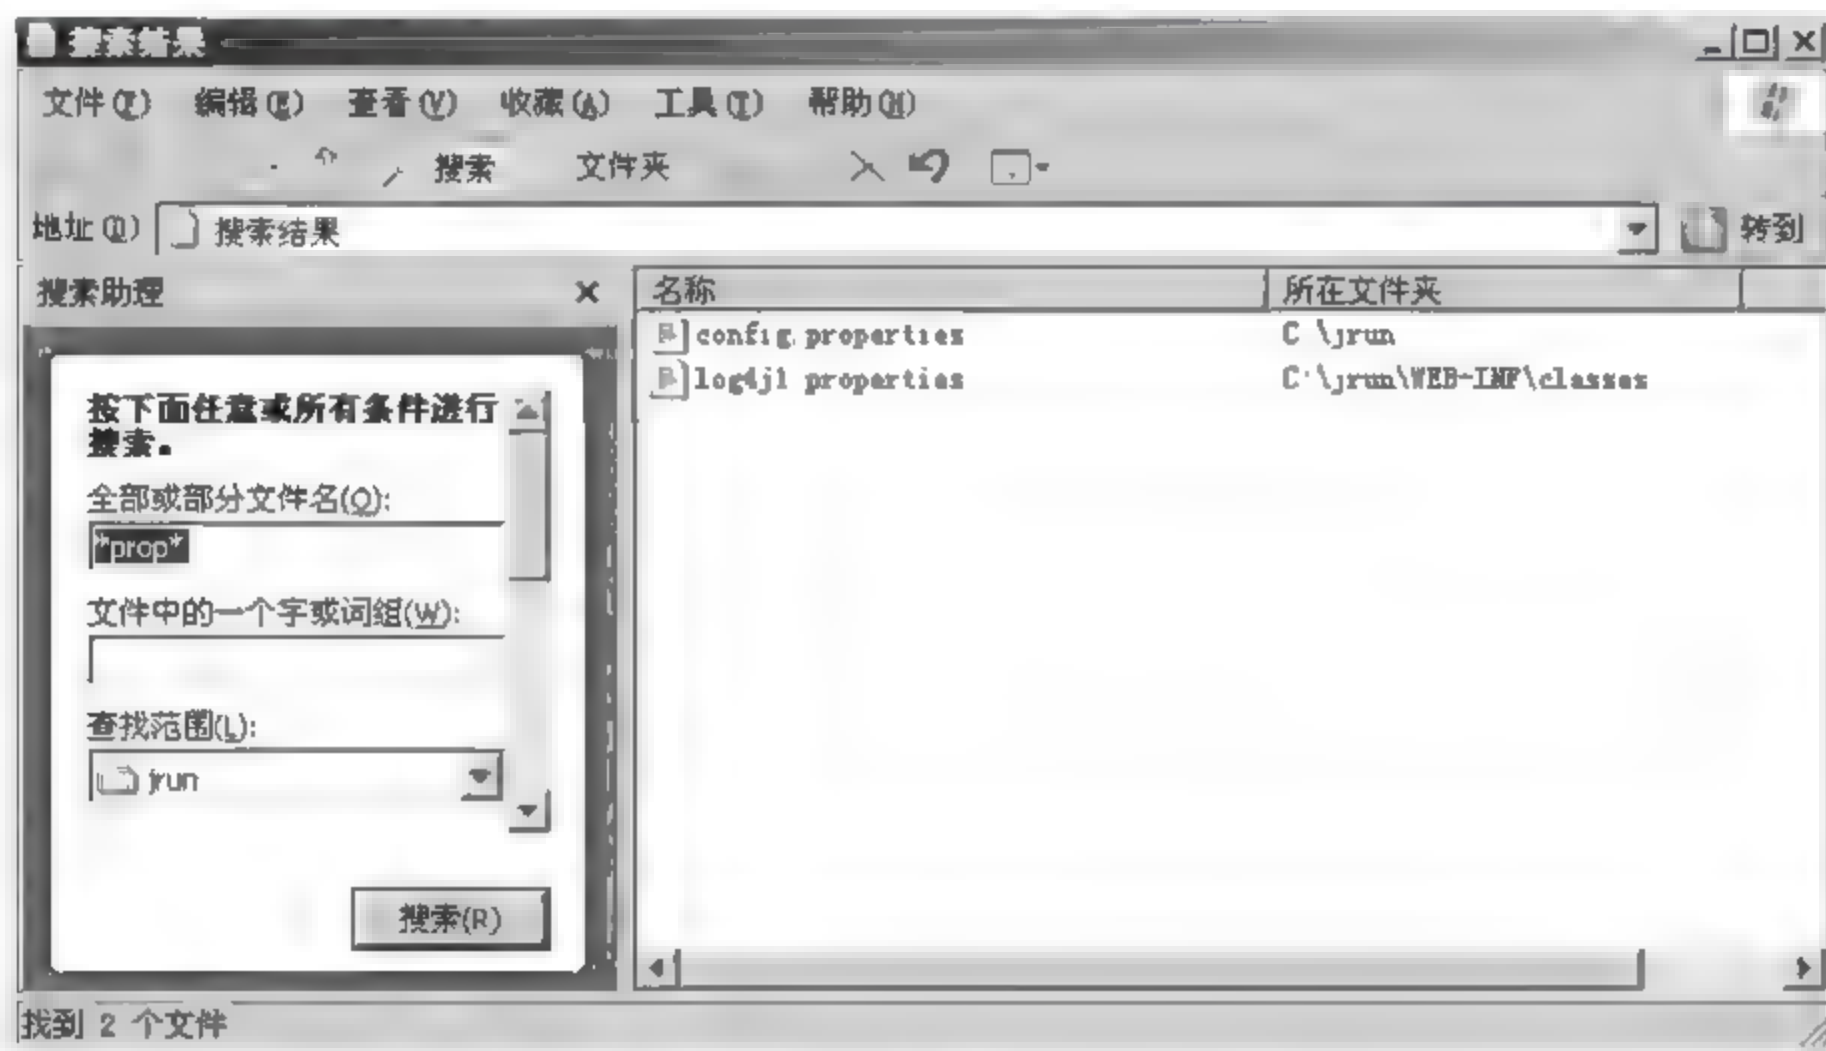 搜索结果
文件(F) 编辑(E) 查看(V) 收藏(A) 工具(T) 帮助(H)
搜索 文件夹
地址(D) 搜索结果 转到
搜索助理
名称 所在文件夹
config.properties C:\jrun
log4j1 properties C:\jrun\WEB-INF\classes
按下面任意或所有条件进行
搜索。
全部或部分文件名(O):
*prop*
文件中的一个字或词组(W):
查找范围(L):
jrun
搜索(R)
找到 2 个文件